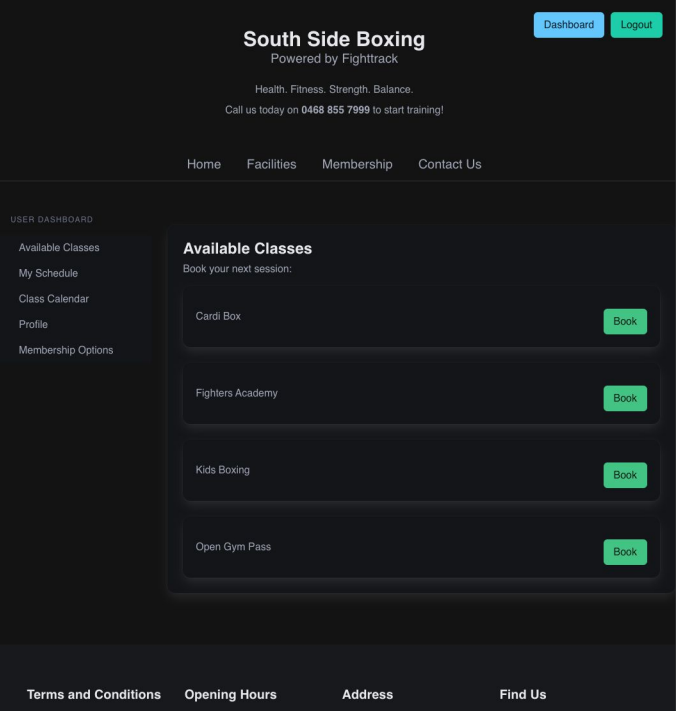 Dashboard
Logout
South Side Boxing
Powered by Fighttrack
Health. Fitness. Strength. Balance.
Call us today on 0468 855 7999 to start training!
Home
Facilities
Membership
Contact Us
USER DASHBOARD
Available Classes
My Schedule
Class Calendar
Profile
Membership Options
Available Classes
Book your next session:
Cardi Box
Book
Fighters Academy
Book
Kids Boxing
Book
Open Gym Pass
Book
Terms and Conditions
Opening Hours
Address
Find Us